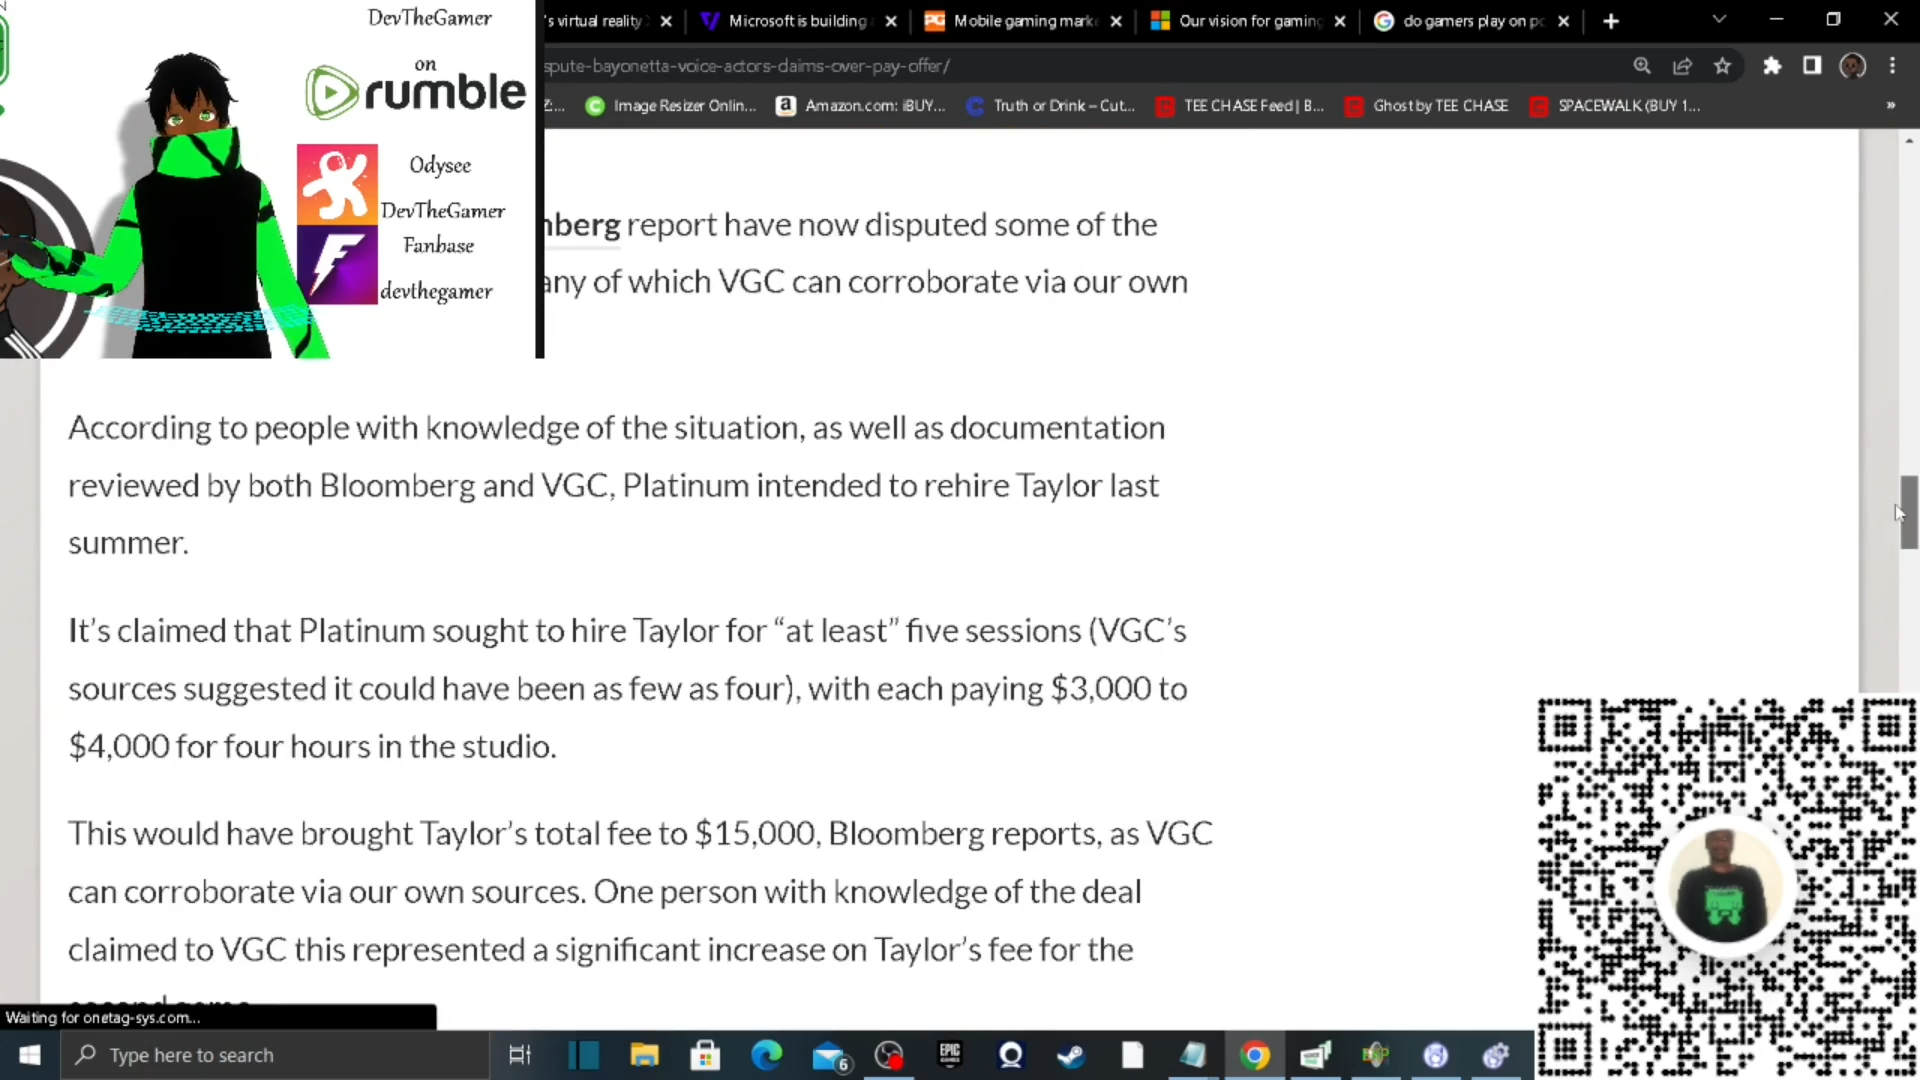 DevTheGamer
on
rumble
Odysee
DevTheGamer
Fanbase
devthegamer
's virtual reality
Microsoft is building
Mobile gaming mark
Our vision for gaming
do gamers play on pc
spute-bayonetta-voice-actors-claims-over-pay-offer/
Image Resizer Onlin...
Amazon.com: iBUY...
Truth or Drink – Cut...
TEE CHASE Feed | B...
Ghost by TEE CHASE
SPACEWALK (BUY 1...
»
nberg report have now disputed some of the
any of which VGC can corroborate via our own
According to people with knowledge of the situation, as well as documentation
reviewed by both Bloomberg and VGC, Platinum intended to rehire Taylor last
summer.
It's claimed that Platinum sought to hire Taylor for “at least” five sessions (VGC's
sources suggested it could have been as few as four), with each paying $3,000 to
$4,000 for four hours in the studio.
This would have brought Taylor's total fee to $15,000, Bloomberg reports, as VGC
can corroborate via our own sources. One person with knowledge of the deal
claimed to VGC this represented a significant increase on Taylor's fee for the
second game
Waiting for onetag-sys.com...
Type here to search
6
EPIC GAMES